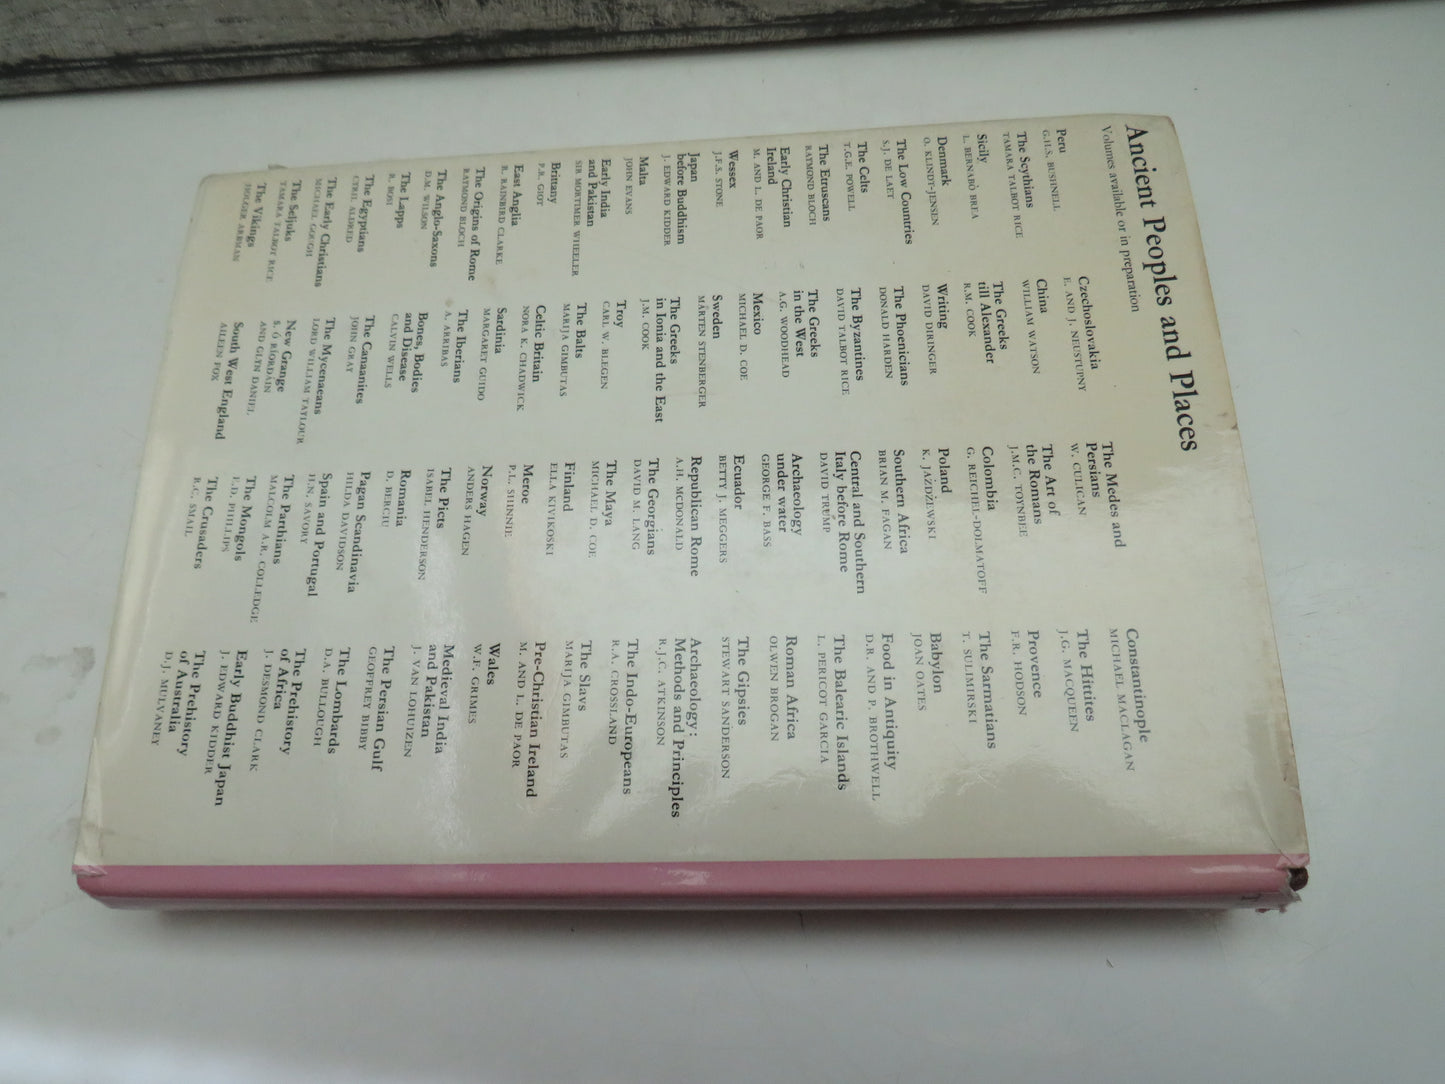 Ancient Peoples and Places
Volumes available or in preparation
Peru
G.H.S. BUSHNELL
The Scythians
TAMARA TALBOT RICE
Sicily
L. BERNABÒ BREA
Denmark
O. KLINDT-JENSEN
The Low Countries
S.J. DE LAET
The Celts
T.G.E. POWELL
The Etruscans
RAYMOND BLOCH
Early Christian
Ireland
M. AND L. DE PAOR
Wessex
J.F.S. STONE
Japan
before Buddhism
J. EDWARD KIDDER
Malta
JOHN EVANS
Early India
and Pakistan
SIR MORTIMER WHEELER
Brittany
P.R. GIOT
East Anglia
R. RAINBIRD CLARKE
The Origins of Rome
RAYMOND BLOCH
The Anglo-Saxons
D.M. WILSON
The Lapps
R. BOSI
The Egyptians
CYRIL ALDRED
The Early Christians
MICHAEL GOUGH
The Seljuks
TAMARA TALBOT RICE
The Vikings
HOLGER ARBMAN
Czechoslovakia
E. AND J. NEUSTUPNY
China
WILLIAM WATSON
The Greeks
till Alexander
R.M. COOK
Writing
DAVID DIRINGER
The Phoenicians
DONALD HARDEN
The Byzantines
DAVID TALBOT RICE
The Greeks
in the West
A.G. WOODHEAD
Mexico
MICHAEL D. COE
Sweden
MÅRTEN STENBERGER
The Greeks
in Ionia and the East
J.M. COOK
Troy
CARL W. BLEGEN
The Balts
MARIJA GIMBUTAS
Celtic Britain
NORA K. CHADWICK
Sardinia
MARGARET GUIDO
The Iberians
A. ARRIBAS
Bones, Bodies
and Disease
CALVIN WELLS
The Canaanites
JOHN GRAY
The Mycenaeans
LORD WILLIAM TAYLOUR
New Grange
S. Ó RÍORDÁIN
AND GLYN DANIEL
South West England
AILEEN FOX
The Medes and
Persians
W. CULICAN
The Art of
the Romans
J.M.C. TOYNBEE
Colombia
G. REICHEL-DOLMATOFF
Poland
K. JAŻDŻEWSKI
Southern Africa
BRIAN M. FAGAN
Central and Southern
Italy before Rome
DAVID TRUMP
Archaeology
under water
GEORGE F. BASS
Ecuador
BETTY J. MEGGERS
Republican Rome
A.H. MCDONALD
The Georgians
DAVID M. LANG
The Maya
MICHAEL D. COE
Finland
ELLA KIVIKOSKI
Meroe
P.L. SHINNIE
Norway
ANDERS HAGEN
The Picts
ISABEL HENDERSON
Romania
D. BERCIU
Pagan Scandinavia
HILDA DAVIDSON
Spain and Portugal
H.N. SAVORY
The Parthians
MALCOLM A.R. COLLEDGE
The Mongols
E.D. PHILLIPS
The Crusaders
R.C. SMAIL
Constantinople
MICHAEL MACLAGAN
The Hittites
J.G. MACQUEEN
Provence
F.R. HODSON
The Sarmatians
T. SULIMIRSKI
Babylon
JOAN OATES
Food in Antiquity
D.R. AND P. BROTHWELL
The Balearic Islands
L. PERICOT GARCIA
Roman Africa
OLWEN BROGAN
The Gipsies
STEWART SANDERSON
Archaeology:
Methods and Principles
R.J.C. ATKINSON
The Indo-Europeans
R.A. CROSSLAND
The Slavs
MARIJA GIMBUTAS
Pre-Christian Ireland
M. AND L. DE PAOR
Wales
W.F. GRIMES
Medieval India
and Pakistan
J. VAN LOHUIZEN
The Persian Gulf
GEOFFREY BIBBY
The Lombards
D.A. BULLOUGH
The Prehistory
of Africa
J. DESMOND CLARK
Early Buddhist Japan
J. EDWARD KIDDER
The Prehistory
of Australia
D.J. MULVANEY